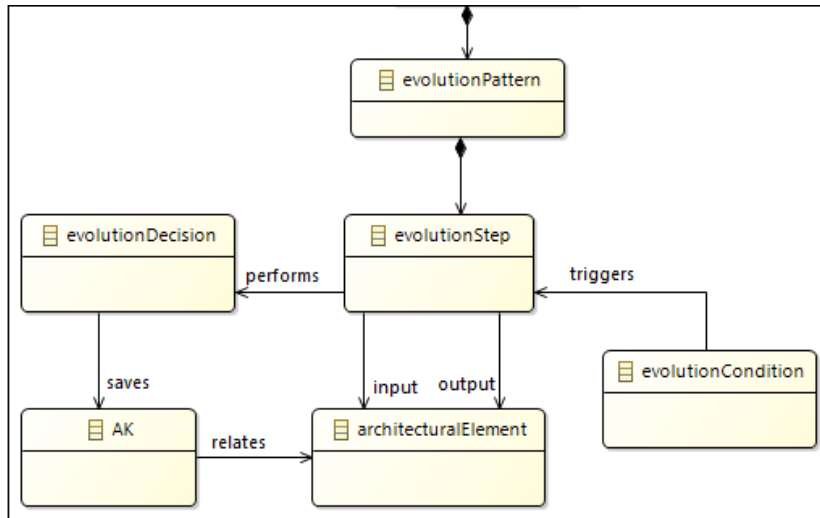 evolutionPattern
evolutionDecision
evolutionStep
performs
triggers
evolutionCondition
saves
input
output
AK
relates
architecturalElement